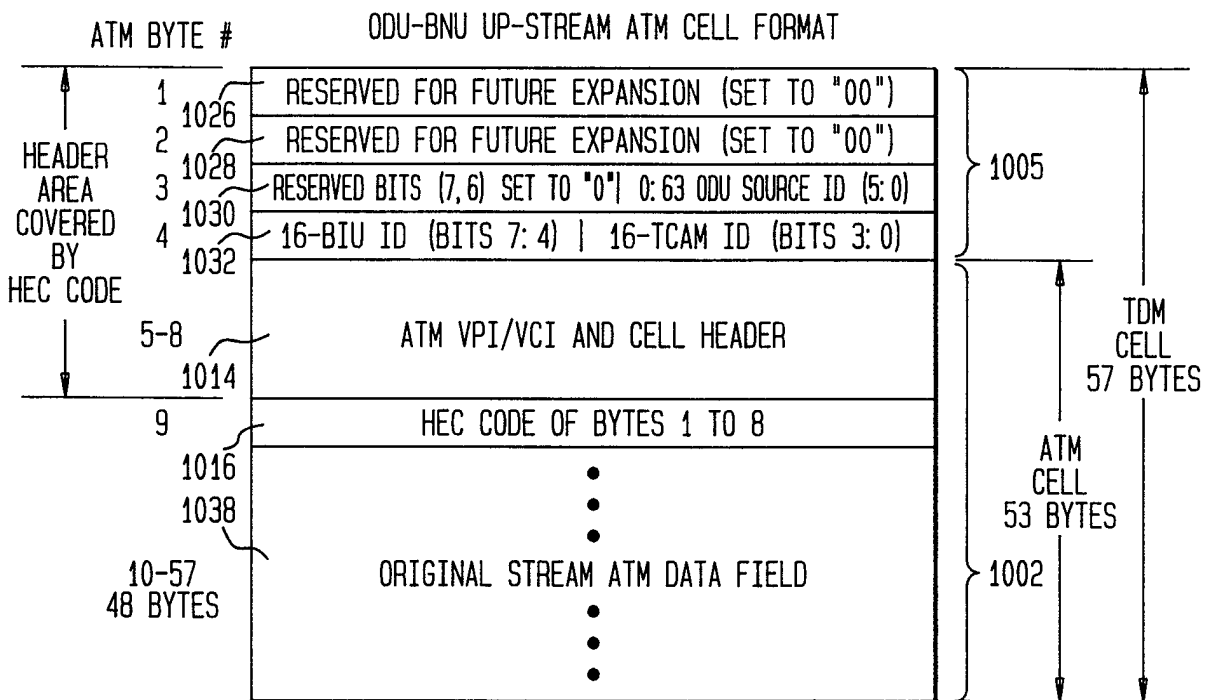 ODU-BNU UP-STREAM ATM CELL FORMAT
ATM BYTE #
1
1026
RESERVED FOR FUTURE EXPANSION (SET TO "00")
2
1028
RESERVED FOR FUTURE EXPANSION (SET TO "00")
3
1030
RESERVED BITS (7,6) SET TO "0"| 0:63 ODU SOURCE ID (5:0)
4
1032
16-BIU ID (BITS 7:4) | 16-TCAM ID (BITS 3:0)
HEADER
AREA
COVERED
BY
HEC CODE
1005
5-8
1014
ATM VPI/VCI AND CELL HEADER
TDM
CELL
57 BYTES
9
1016
HEC CODE OF BYTES 1 TO 8
ATM
CELL
53 BYTES
1038
10-57
48 BYTES
ORIGINAL STREAM ATM DATA FIELD
1002